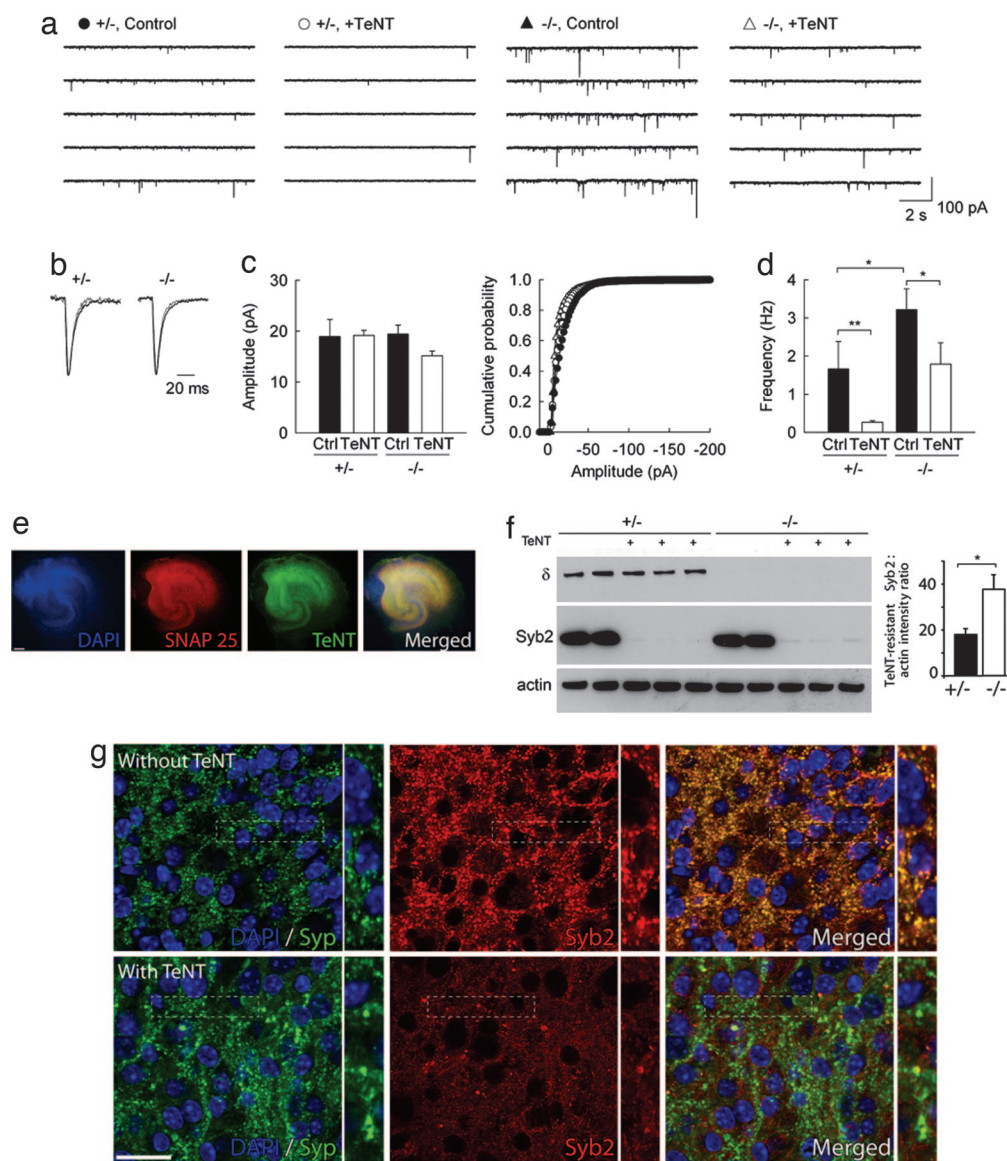 a
+/-, Control
+/-, +TeNT
-/-, Control
-/-, +TeNT
2 s
100 pA
b
+/-
-/-
20 ms
c
30
20
10
0
Amplitude (pA)
Ctrl TeNT Ctrl TeNT
+/- -/-
1.0
0.8
0.6
0.4
0.2
0.0
Cumulative probability
0 -50 -100 -150 -200
Amplitude (pA)
d
4
3
2
1
0
Frequency (Hz)
* *
**
Ctrl TeNT Ctrl TeNT
+/- -/-
e
DAPI
SNAP 25
TeNT
Merged
f
+/- -/-
TeNT + + + + + +
δ
Syb2
actin
TeNT-resistant Syb2:
actin intensity ratio
40
20
0
*
+/- -/-
g
Without TeNT
DAPI / Syp
Syb2
Merged
With TeNT
DAPI / Syp
Syb2
Merged